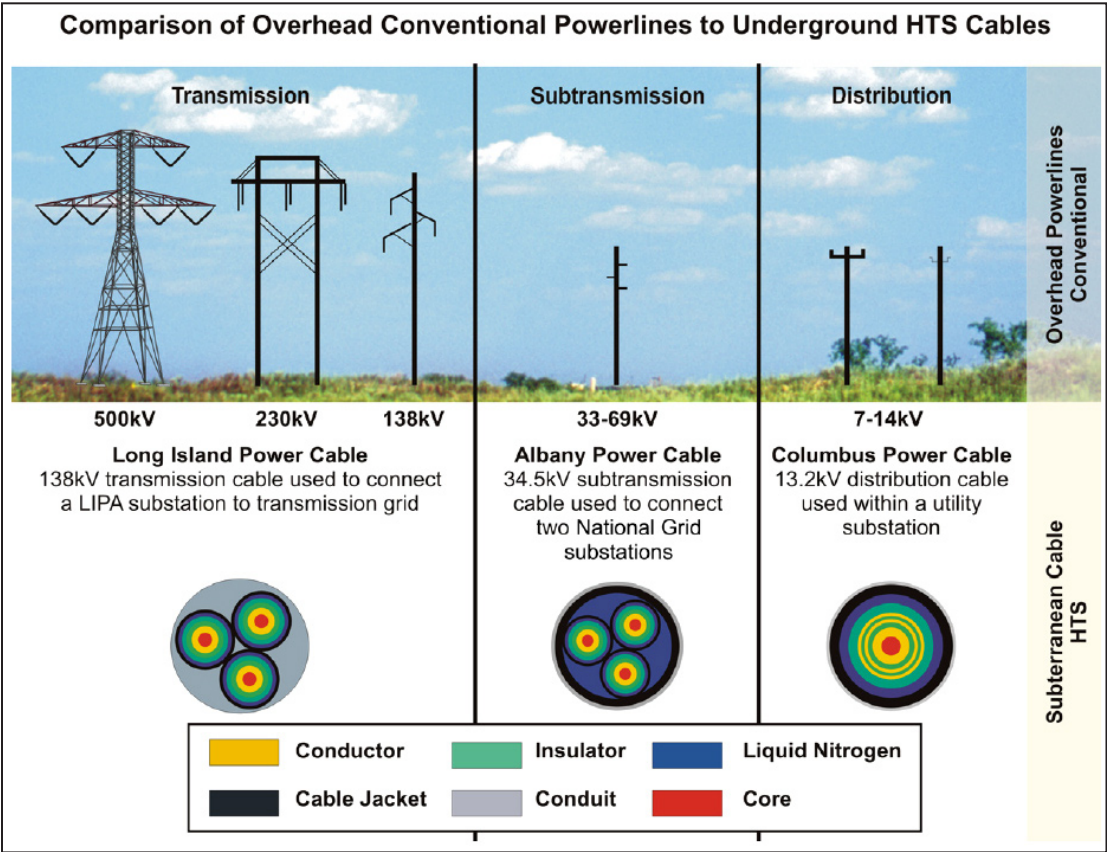 Comparison of Overhead Conventional Powerlines to Underground HTS Cables
Transmission
Subtransmission
Distribution
Overhead Powerlines
Conventional
500kV
230kV
138kV
33-69kV
7-14kV
Long Island Power Cable
138kV transmission cable used to connect
a LIPA substation to transmission grid
Albany Power Cable
34.5kV subtransmission
cable used to connect
two National Grid
substations
Columbus Power Cable
13.2kV distribution cable
used within a utility
substation
Subterranean Cable
HTS
Conductor
Insulator
Liquid Nitrogen
Cable Jacket
Conduit
Core